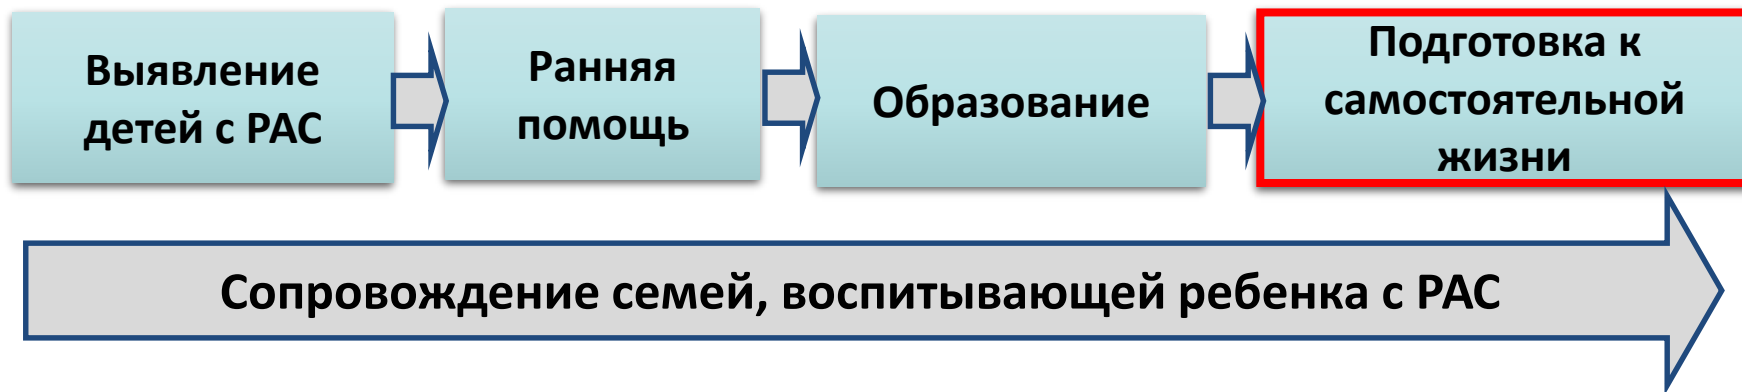 Выявление
детей с РАС
Ранняя
помощь
Образование
Подготовка к
самостоятельной
жизни
Сопровождение семей, воспитывающей ребенка с РАС